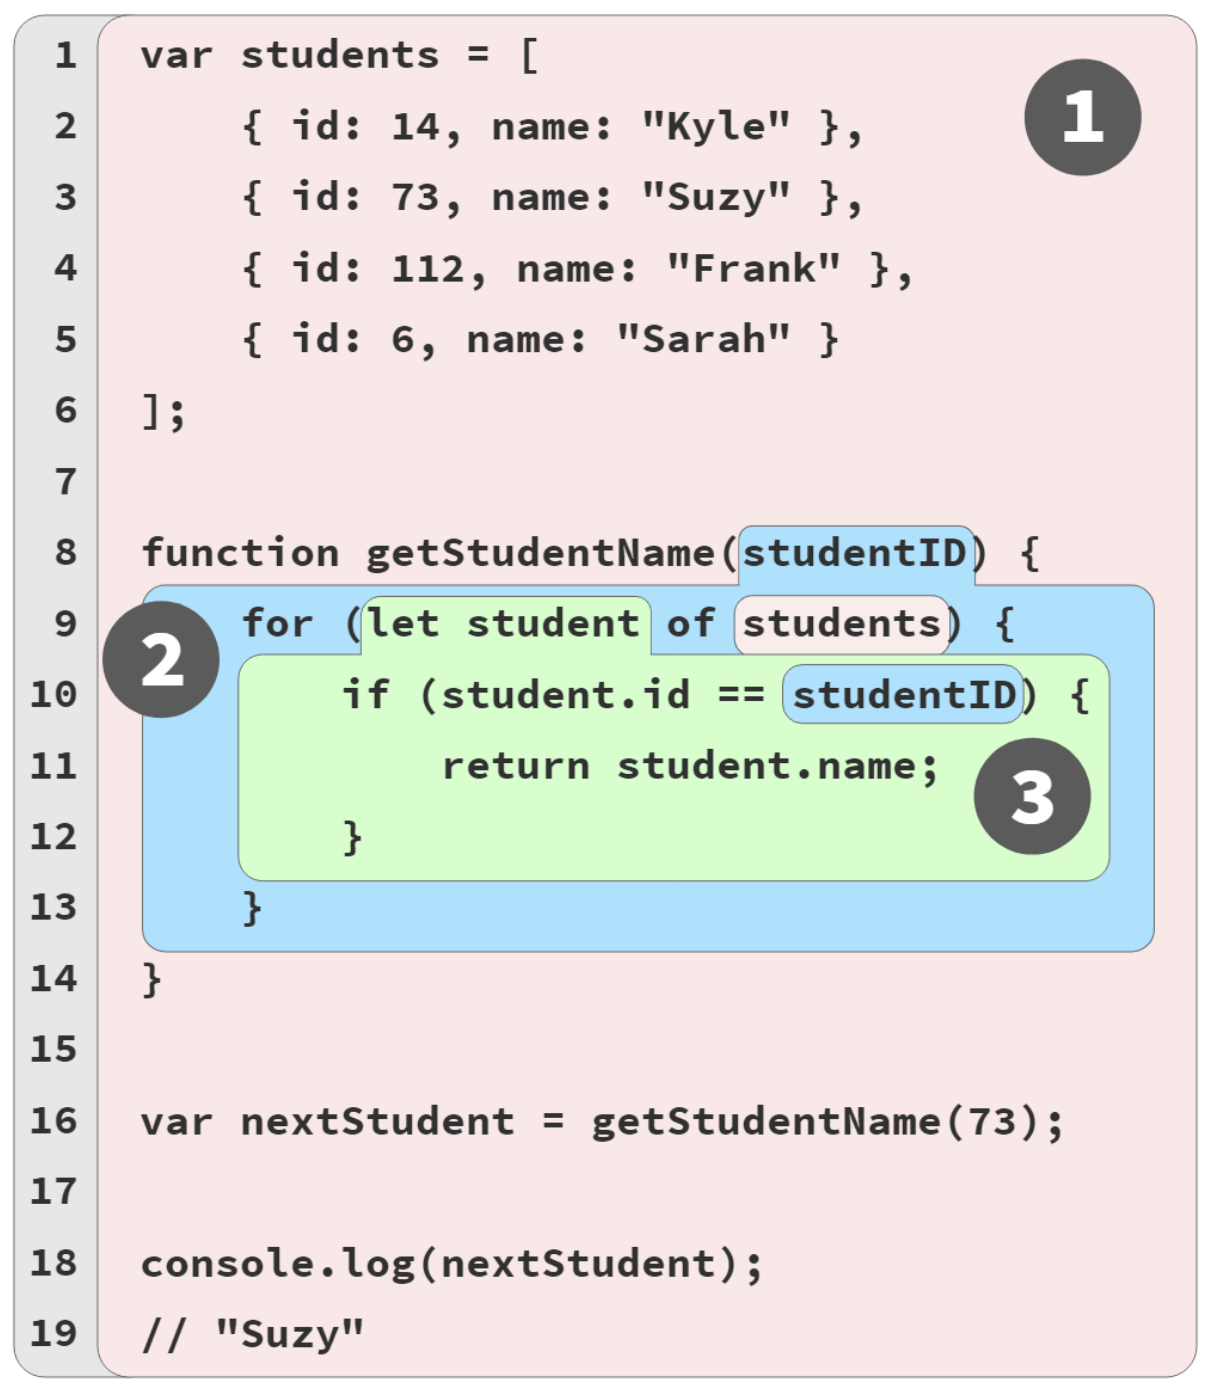 1 var students = [
2     { id: 14, name: "Kyle" },
3     { id: 73, name: "Suzy" },
4     { id: 112, name: "Frank" },
5     { id: 6, name: "Sarah" }
6 ];
7
8 function getStudentName(studentID) {
9     for (let student of students) {
10         if (student.id == studentID) {
11             return student.name;
12         }
13     }
14 }
15
16 var nextStudent = getStudentName(73);
17
18 console.log(nextStudent);
19 // "Suzy"
1
2
3